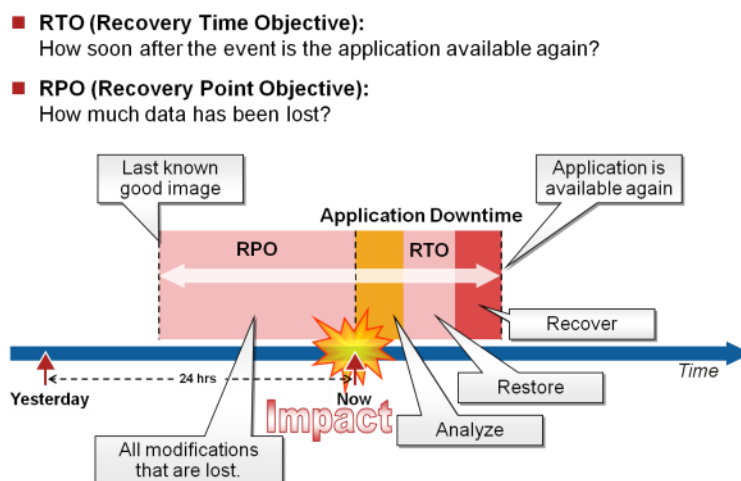 RTO (Recovery Time Objective):
How soon after the event is the application available again?
RPO (Recovery Point Objective):
How much data has been lost?
Last known
good image
Application is
available again
Application Downtime
RPO
RTO
Recover
Time
Restore
24 hrs
Yesterday
Now
Impact
Analyze
All modifications
that are lost.